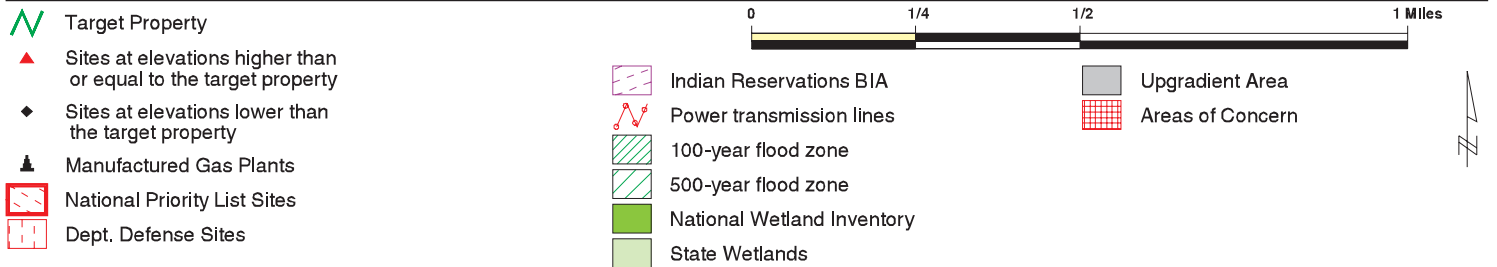 Target Property
Sites at elevations higher than
or equal to the target property
Sites at elevations lower than
the target property
Manufactured Gas Plants
National Priority List Sites
Dept. Defense Sites
0 1/4 1/2 1 Miles
Indian Reservations BIA
Power transmission lines
100-year flood zone
500-year flood zone
National Wetland Inventory
State Wetlands
Upgradient Area
Areas of Concern
N